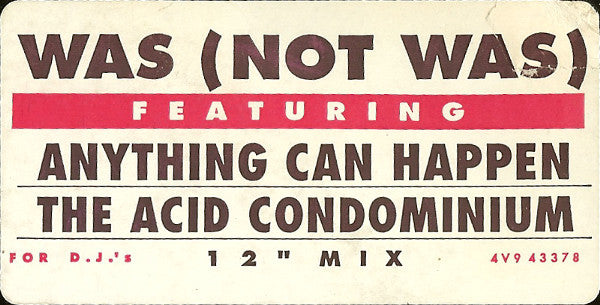 WAS (NOT WAS)
FEATURING
ANYTHING CAN HAPPEN
THE ACID CONDOMINIUM
FOR D.J.'s 12" MIX 4V9 43378